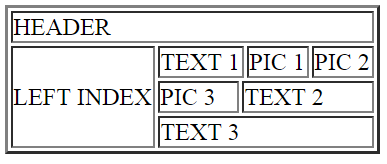 HEADER
TEXT 1 PIC 1 PIC 2
LEFT INDEX PIC 3 TEXT 2
TEXT 3